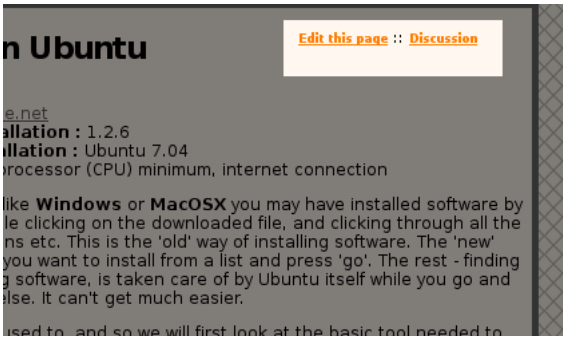 Edit this page :: Discussion
n Ubuntu
e.net
allation : 1.2.6
allation : Ubuntu 7.04
processor (CPU) minimum, internet connection
like Windows or MacOSX you may have installed software by
le clicking on the downloaded file, and clicking through all the
ns etc. This is the 'old' way of installing software. The 'new'
you want to install from a list and press 'go'. The rest - finding
g software, is taken care of by Ubuntu itself while you go and
else. It can't get much easier.
used to, and so we will first look at the basic tool needed to